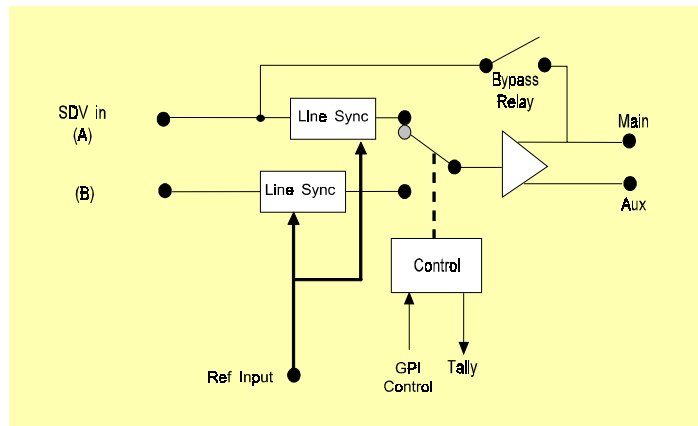 Bypass
Relay
SDV in
(A)
Line Sync
Main
(B)
Line Sync
Aux
Control
Ref Input
GPI
Control
Tally